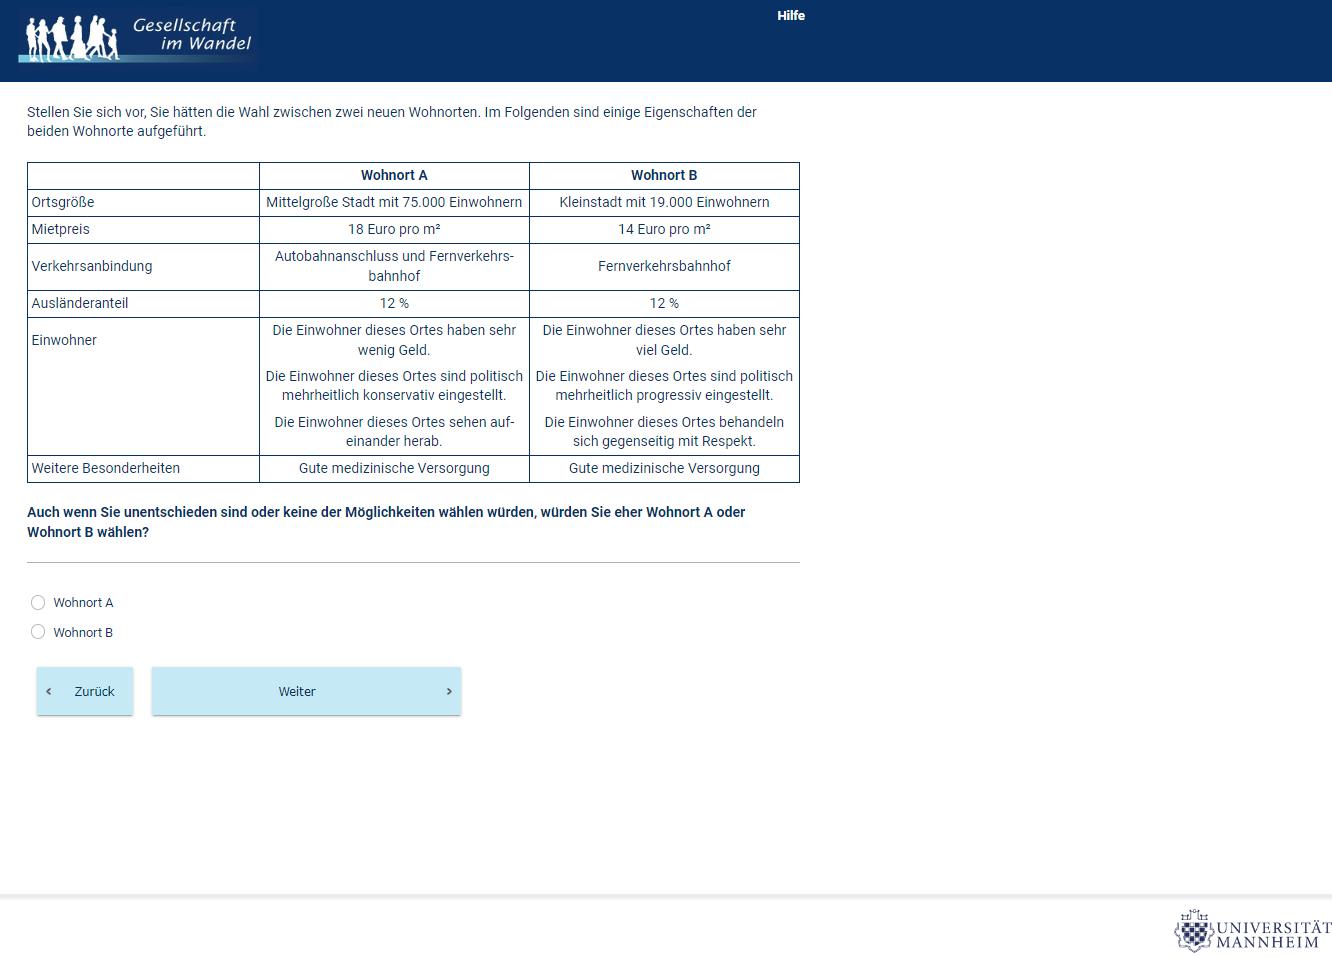 Gesellschaft
im Wandel
Hilfe
Stellen Sie sich vor, Sie hätten die Wahl zwischen zwei neuen Wohnorten. Im Folgenden sind einige Eigenschaften der
beiden Wohnorte aufgeführt.
Wohnort A Wohnort B
Ortsgröße Mittelgroße Stadt mit 75.000 Einwohnern Kleinstadt mit 19.000 Einwohnern
Mietpreis 18 Euro pro m² 14 Euro pro m²
Verkehrsanbindung Autobahnanschluss und Fernverkehrs-
bahnhof Fernverkehrsbahnhof
Ausländeranteil 12 % 12 %
Einwohner
Die Einwohner dieses Ortes haben sehr
wenig Geld.
Die Einwohner dieses Ortes sind politisch
mehrheitlich konservativ eingestellt.
Die Einwohner dieses Ortes sehen auf-
einander herab.
Die Einwohner dieses Ortes haben sehr
viel Geld.
Die Einwohner dieses Ortes sind politisch
mehrheitlich progressiv eingestellt.
Die Einwohner dieses Ortes behandeln
sich gegenseitig mit Respekt.
Weitere Besonderheiten Gute medizinische Versorgung Gute medizinische Versorgung
Auch wenn Sie unentschieden sind oder keine der Möglichkeiten wählen würden, würden Sie eher Wohnort A oder
Wohnort B wählen?
Wohnort A
Wohnort B
Zurück
Weiter
UNIVERSITÄT
MANNHEIM